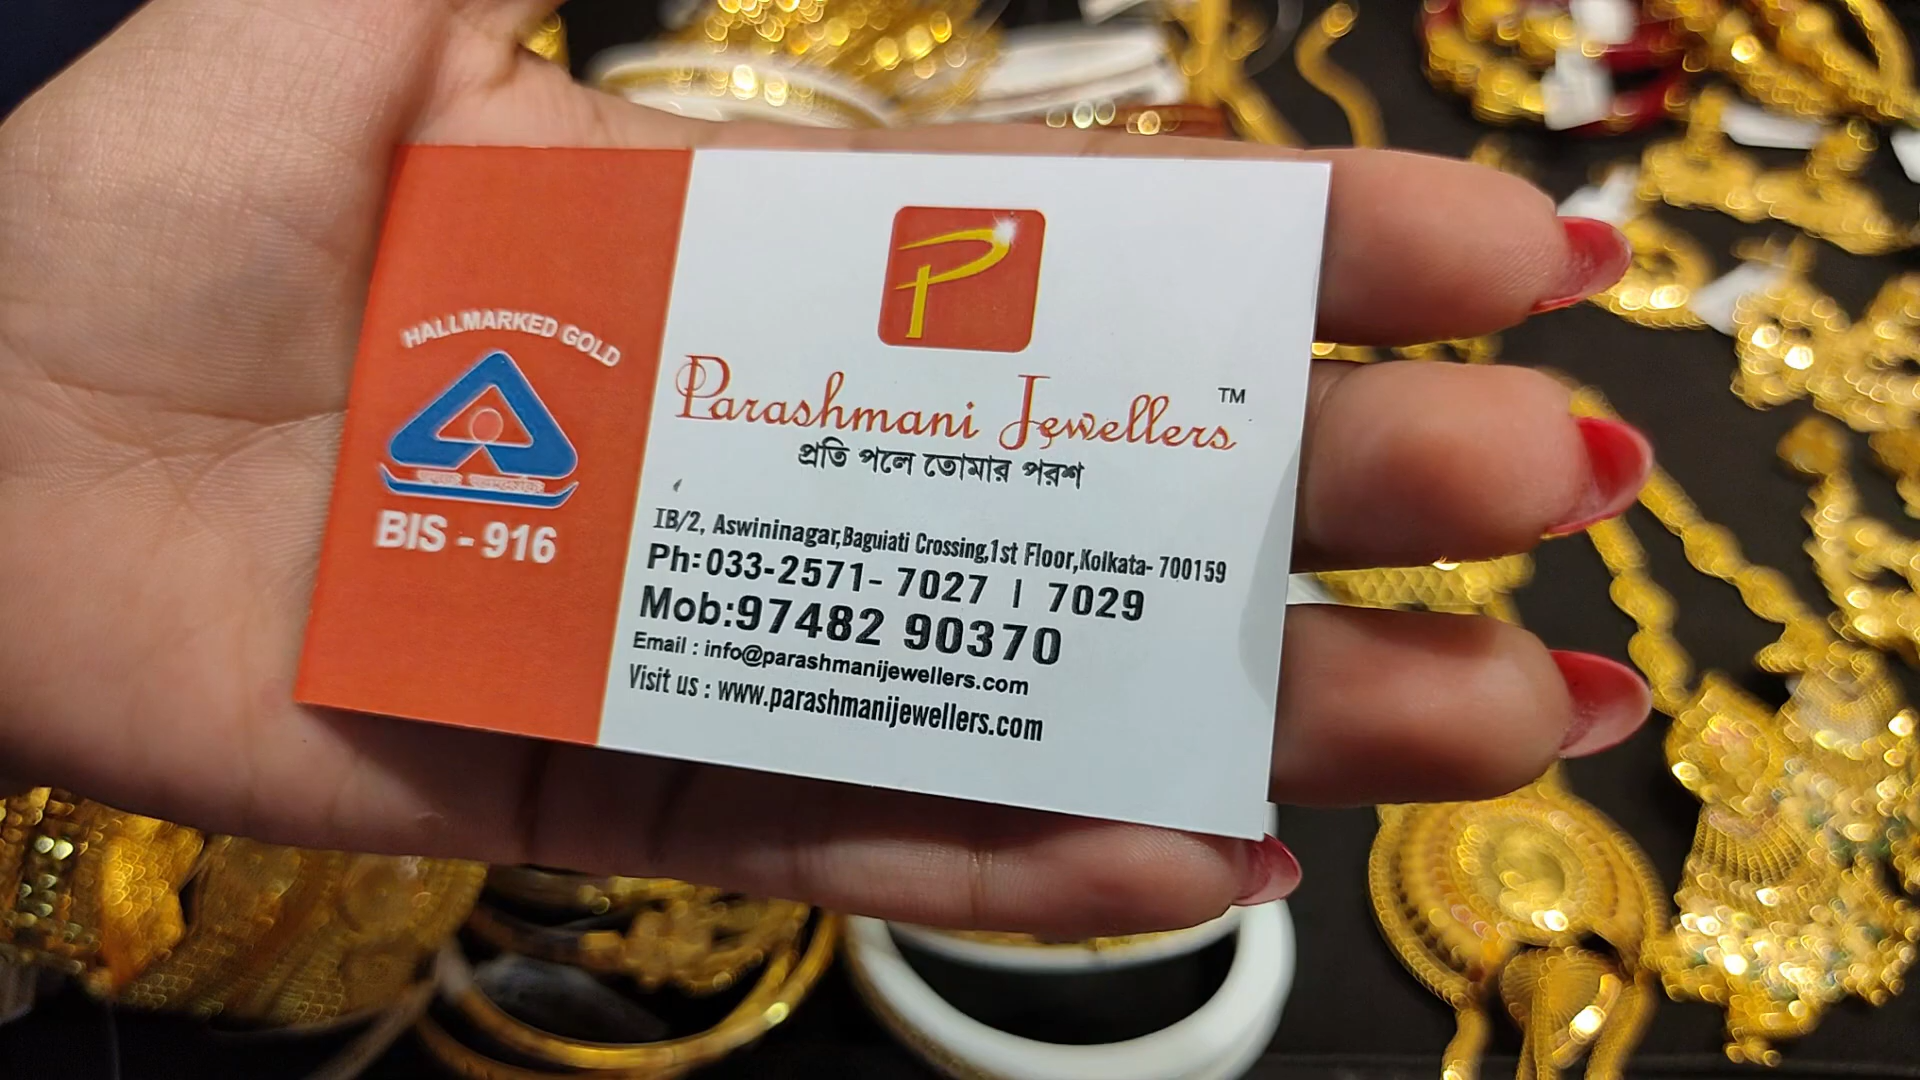 HALLMARKED GOLD
BIS - 916
P
Parashmani Jewellers™
প্রতি পলে তোমার পরশ
IB/2, Aswininagar,Baguiati Crossing,1st Floor,Kolkata- 700159
Ph:033-2571- 7027 | 7029
Mob:97482 90370
Email : info@parashmanijewellers.com
Visit us : www.parashmanijewellers.com